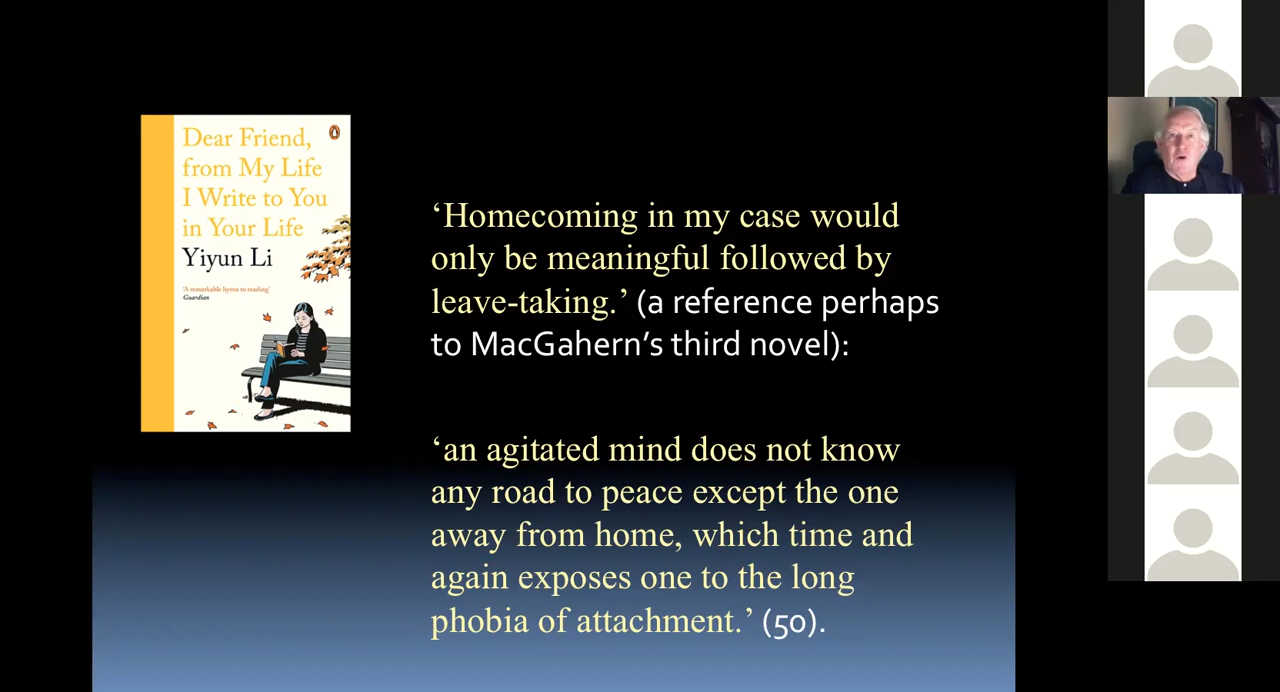 Dear Friend,
from My Life
I Write to You
in Your Life
Yiyun Li
'A remarkable hymn to reading'
Guardian
‘Homecoming in my case would
only be meaningful followed by
leave-taking.’ (a reference perhaps
to MacGahern’s third novel):
‘an agitated mind does not know
any road to peace except the one
away from home, which time and
again exposes one to the long
phobia of attachment.’ (50).